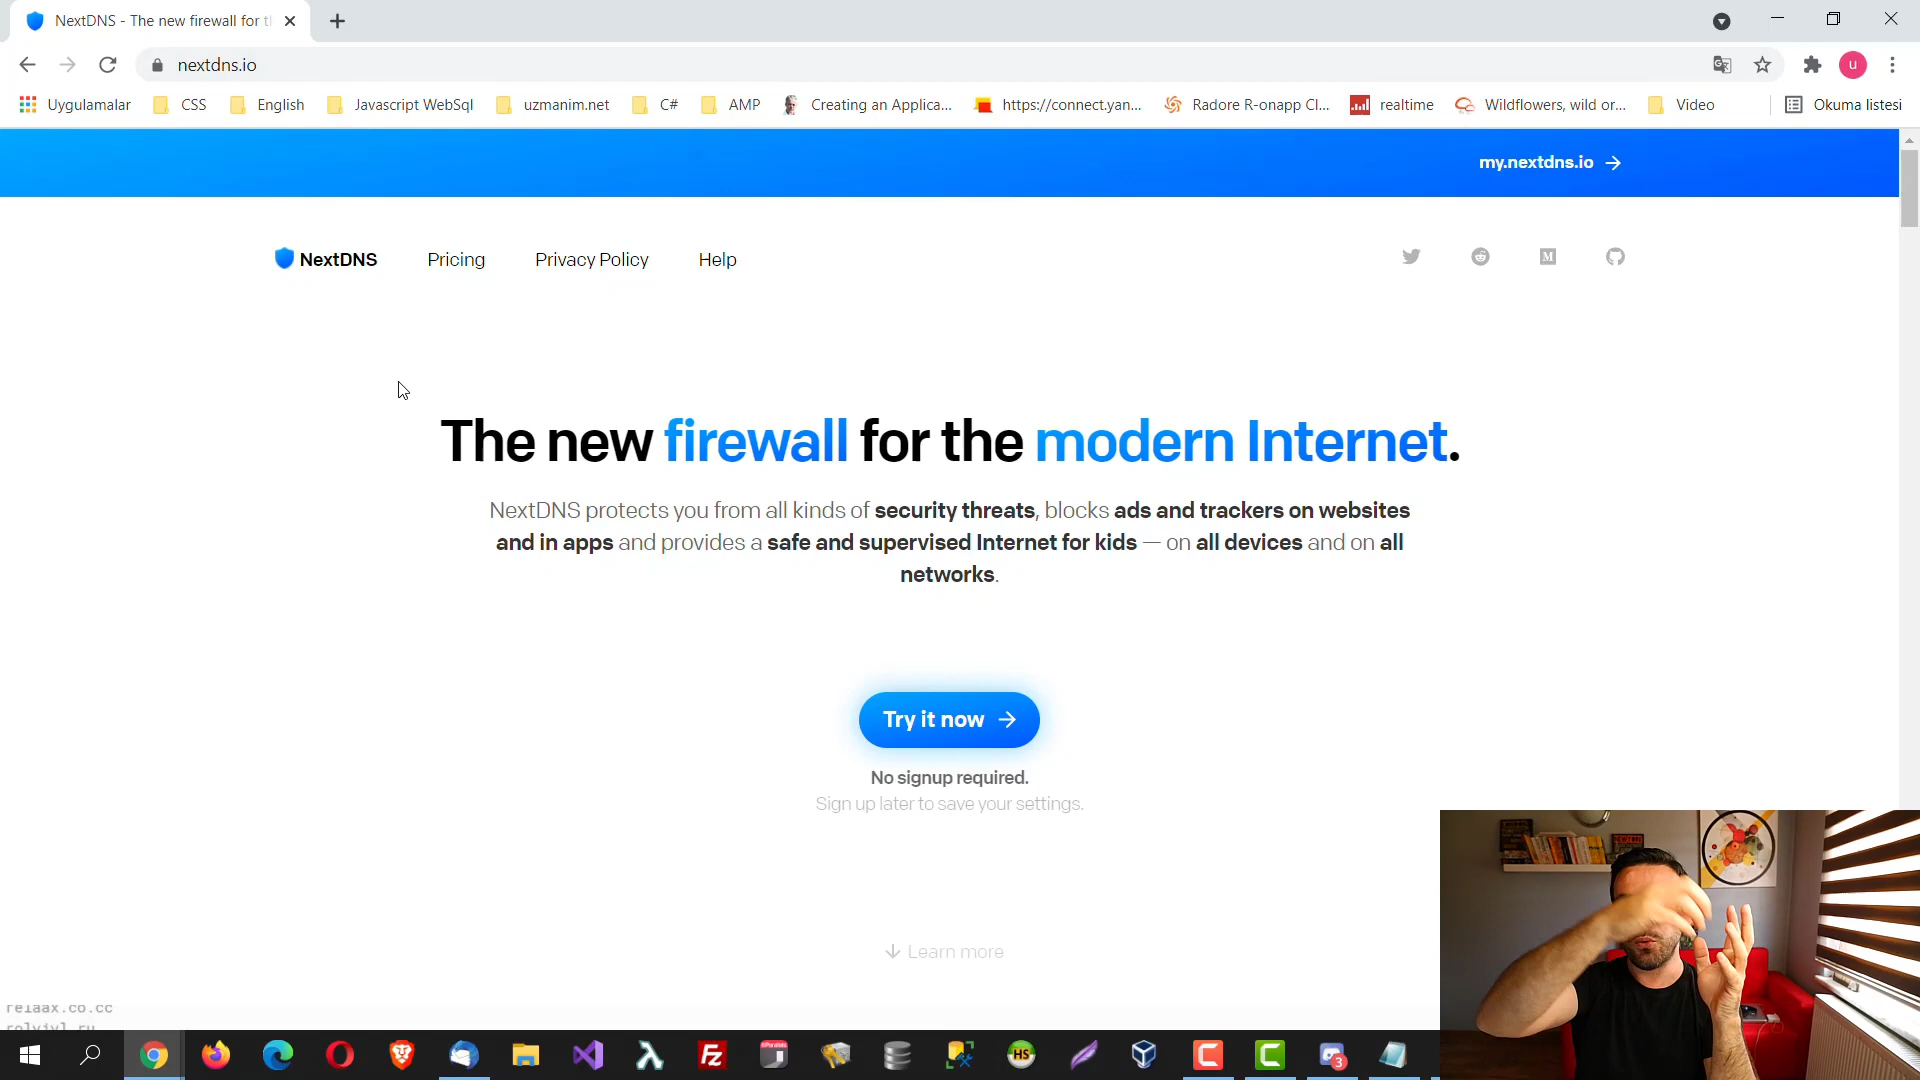 NextDNS - The new firewall for t
nextdns.io
Uygulamalar
CSS
English
Javascript WebSql
uzmanim.net
C#
AMP
Creating an Applica...
https://connect.yan...
Radore R-onapp Cl...
realtime
Wildflowers, wild or...
Video
Okuma listesi
my.nextdns.io
NextDNS
Pricing
Privacy Policy
Help
The new firewall for the modern Internet.
NextDNS protects you from all kinds of security threats, blocks ads and trackers on websites
and in apps and provides a safe and supervised Internet for kids — on all devices and on all
networks.
Try it now
No signup required.
Sign up later to save your settings.
Learn more
relaax.co.cc